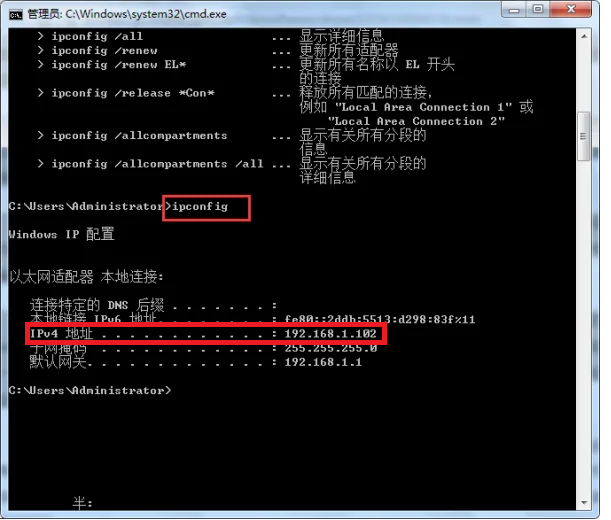 管理员: C:\Windows\system32\cmd.exe
> ipconfig /all ... 显示详细信息
> ipconfig /renew ... 更新所有适配器
> ipconfig /renew EL* ... 更新所有名称以 EL 开头
的连接
> ipconfig /release *Con* ... 释放所有匹配的连接,
例如 "Local Area Connection 1" 或
"Local Area Connection 2"
> ipconfig /allcompartments ... 显示有关所有分段的
信息
> ipconfig /allcompartments /all ... 显示有关所有分段的
详细信息
C:\Users\Administrator>ipconfig
Windows IP 配置
以太网适配器 本地连接:
连接特定的 DNS 后缀 . . . . . . . :
本地链接 IPv6 地址. . . . . . . . : fe80::2ddb:5513:d298:83f%11
IPv4 地址 . . . . . . . . . . . . : 192.168.1.102
子网掩码 . . . . . . . . . . . . : 255.255.255.0
默认网关. . . . . . . . . . . . . : 192.168.1.1
C:\Users\Administrator>
半: